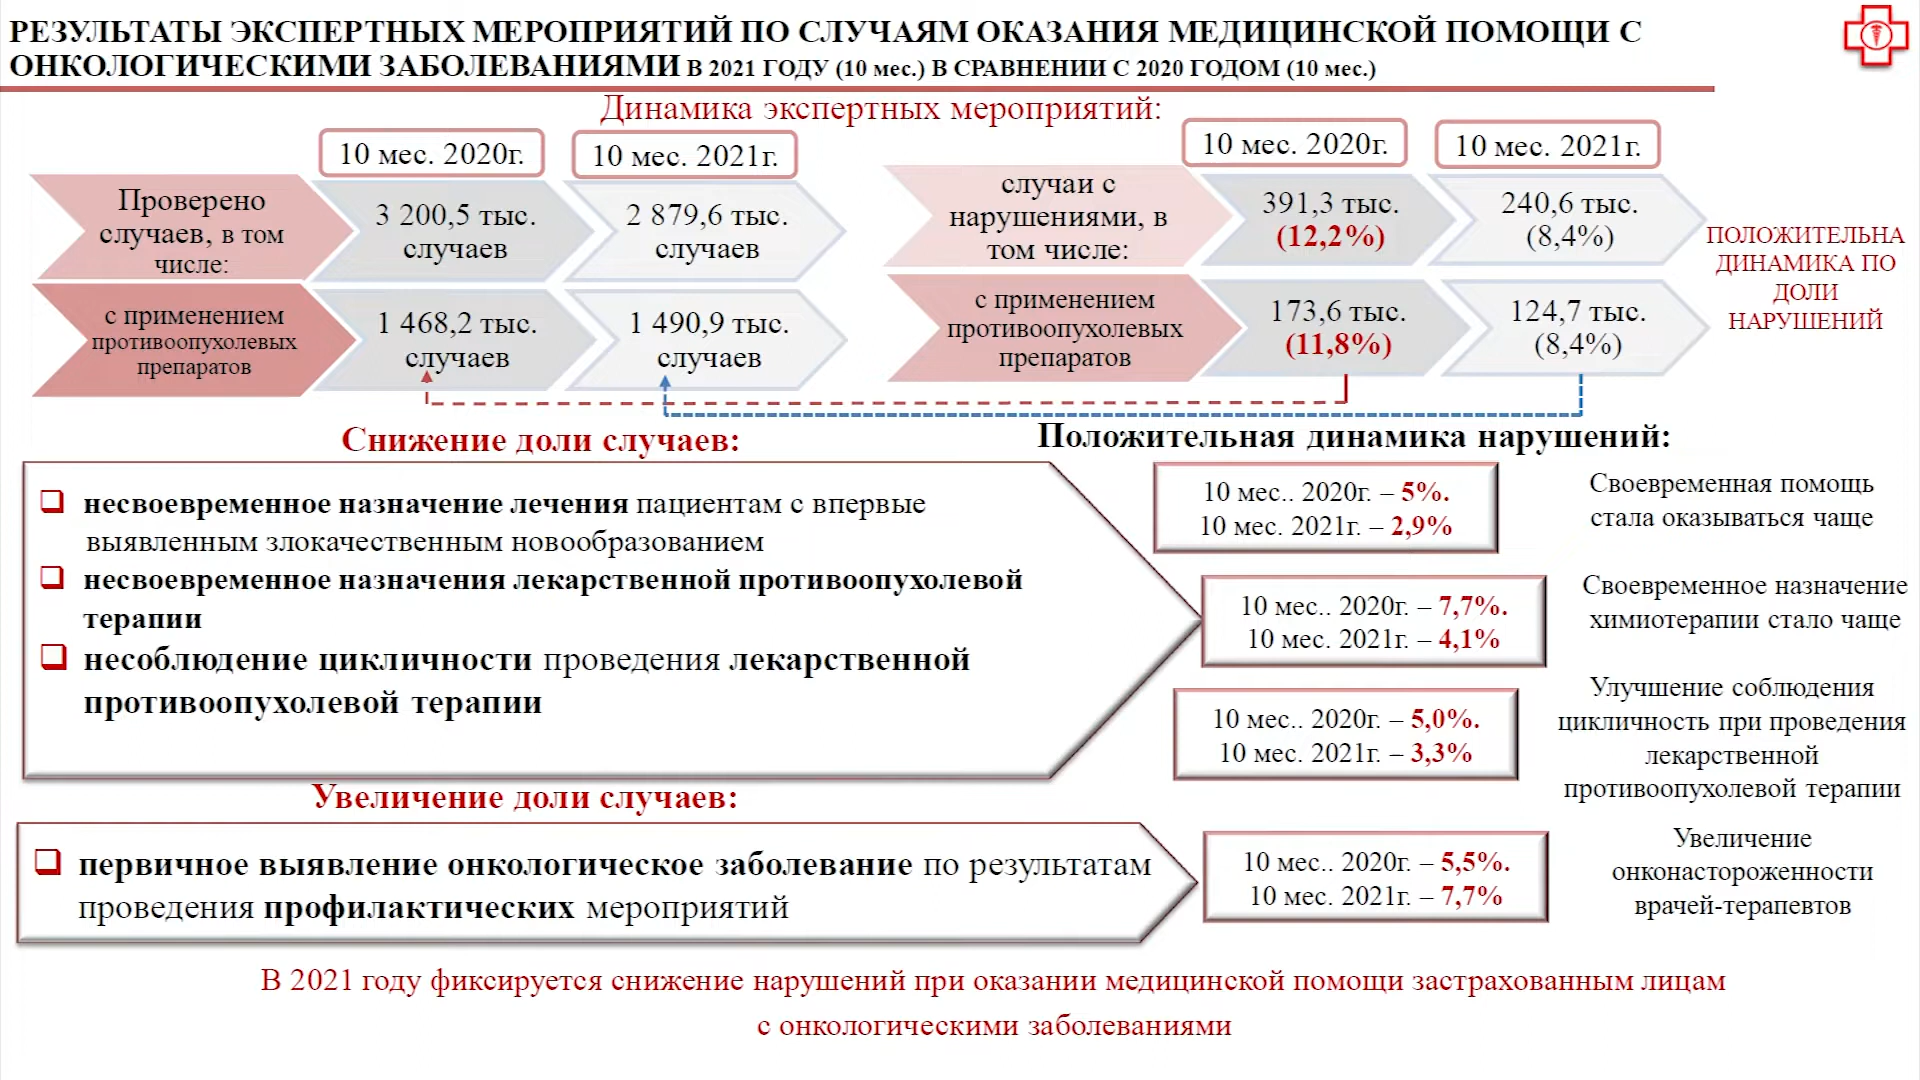 РЕЗУЛЬТАТЫ ЭКСПЕРТНЫХ МЕРОПРИЯТИЙ ПО СЛУЧАЯМ ОКАЗАНИЯ МЕДИЦИНСКОЙ ПОМОЩИ С
ОНКОЛОГИЧЕСКИМИ ЗАБОЛЕВАНИЯМИ В 2021 ГОДУ (10 мес.) В СРАВНЕНИИ С 2020 ГОДОМ (10 мес.)
Динамика экспертных мероприятий:
10 мес. 2020г.
10 мес. 2021г.
Проверено
случаев, в том
числе:
3 200,5 тыс.
случаев
2 879,6 тыс.
случаев
с применением
противоопухолевых
препаратов
1 468,2 тыс.
случаев
1 490,9 тыс.
случаев
10 мес. 2020г.
10 мес. 2021г.
случаи с
нарушениями, в
том числе:
391,3 тыс.
(12,2%)
240,6 тыс.
(8,4%)
с применением
противоопухолевых
препаратов
173,6 тыс.
(11,8%)
124,7 тыс.
(8,4%)
ПОЛОЖИТЕЛЬНА
ДИНАМИКА ПО
ДОЛИ
НАРУШЕНИЙ
Снижение доли случаев:
Положительная динамика нарушений:
несвоевременное назначение лечения пациентам с впервые
выявленным злокачественным новообразованием
несвоевременное назначения лекарственной противоопухолевой
терапии
несоблюдение цикличности проведения лекарственной
противоопухолевой терапии
10 мес.. 2020г. – 5%.
10 мес. 2021г. – 2,9%
Своевременная помощь
стала оказываться чаще
10 мес.. 2020г. – 7,7%.
10 мес. 2021г. – 4,1%
Своевременное назначение
химиотерапии стало чаще
10 мес.. 2020г. – 5,0%.
10 мес. 2021г. – 3,3%
Улучшение соблюдения
цикличность при проведения
лекарственной
противоопухолевой терапии
Увеличение доли случаев:
первичное выявление онкологическое заболевание по результатам
проведения профилактических мероприятий
10 мес.. 2020г. – 5,5%.
10 мес. 2021г. – 7,7%
Увеличение
онконастороженности
врачей-терапевтов
В 2021 году фиксируется снижение нарушений при оказании медицинской помощи застрахованным лицам
с онкологическими заболеваниями